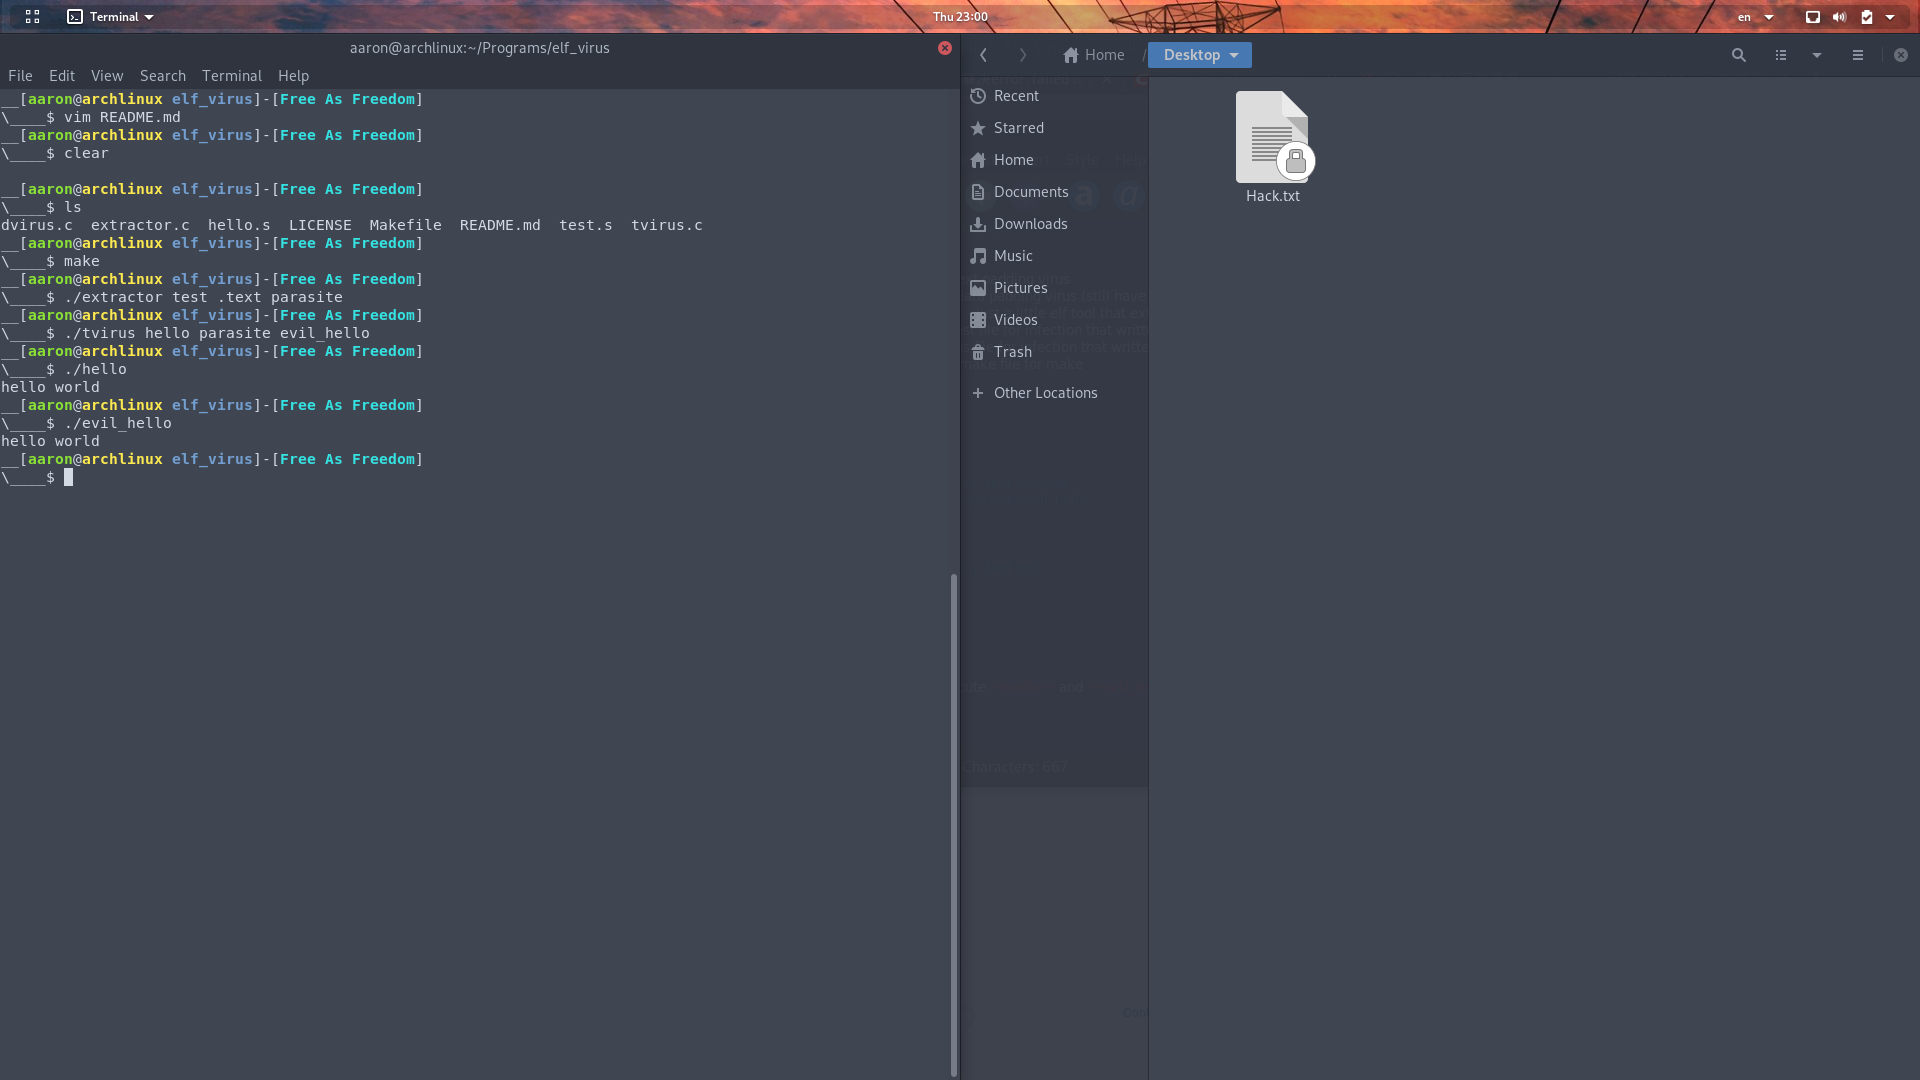 Terminal
Thu 23:00
en
aaron@archlinux:~/Programs/elf_virus
File Edit View Search Terminal Help
__[aaron@archlinux elf_virus]-[Free As Freedom]
\____$ vim README.md
__[aaron@archlinux elf_virus]-[Free As Freedom]
\____$ clear
__[aaron@archlinux elf_virus]-[Free As Freedom]
\____$ ls
dvirus.c  extractor.c  hello.s  LICENSE  Makefile  README.md  test.s  tvirus.c
__[aaron@archlinux elf_virus]-[Free As Freedom]
\____$ make
__[aaron@archlinux elf_virus]-[Free As Freedom]
\____$ ./extractor test .text parasite
__[aaron@archlinux elf_virus]-[Free As Freedom]
\____$ ./tvirus hello parasite evil_hello
__[aaron@archlinux elf_virus]-[Free As Freedom]
\____$ ./hello
hello world
__[aaron@archlinux elf_virus]-[Free As Freedom]
\____$ ./evil_hello
hello world
__[aaron@archlinux elf_virus]-[Free As Freedom]
\____$
Home / Desktop
Recent
Starred
Home
Documents
Downloads
Music
Pictures
Videos
Trash
Other Locations
and
Characters: 667
Hack.txt